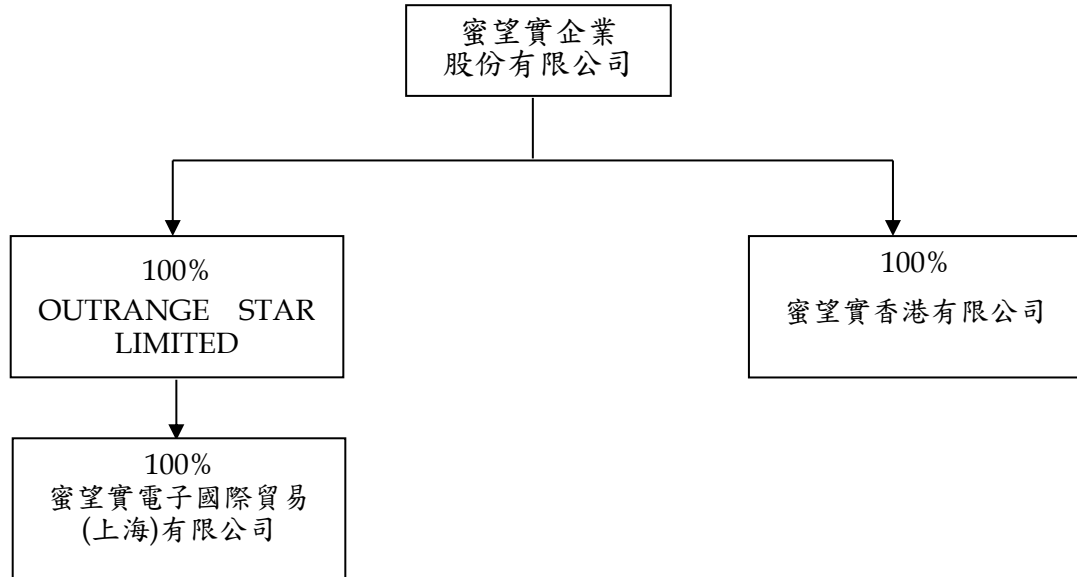 蜜望實企業
股份有限公司
100%
OUTRANGE STAR
LIMITED
100%
蜜望實香港有限公司
100%
蜜望實電子國際貿易
(上海)有限公司